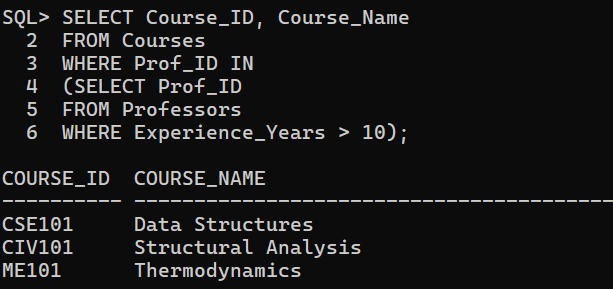 SQL> SELECT Course_ID, Course_Name
  2  FROM Courses
  3  WHERE Prof_ID IN
  4  (SELECT Prof_ID
  5  FROM Professors
  6  WHERE Experience_Years > 10);

COURSE_ID  COURSE_NAME
---------- ----------------------------------------
CSE101     Data Structures
CIV101     Structural Analysis
ME101      Thermodynamics